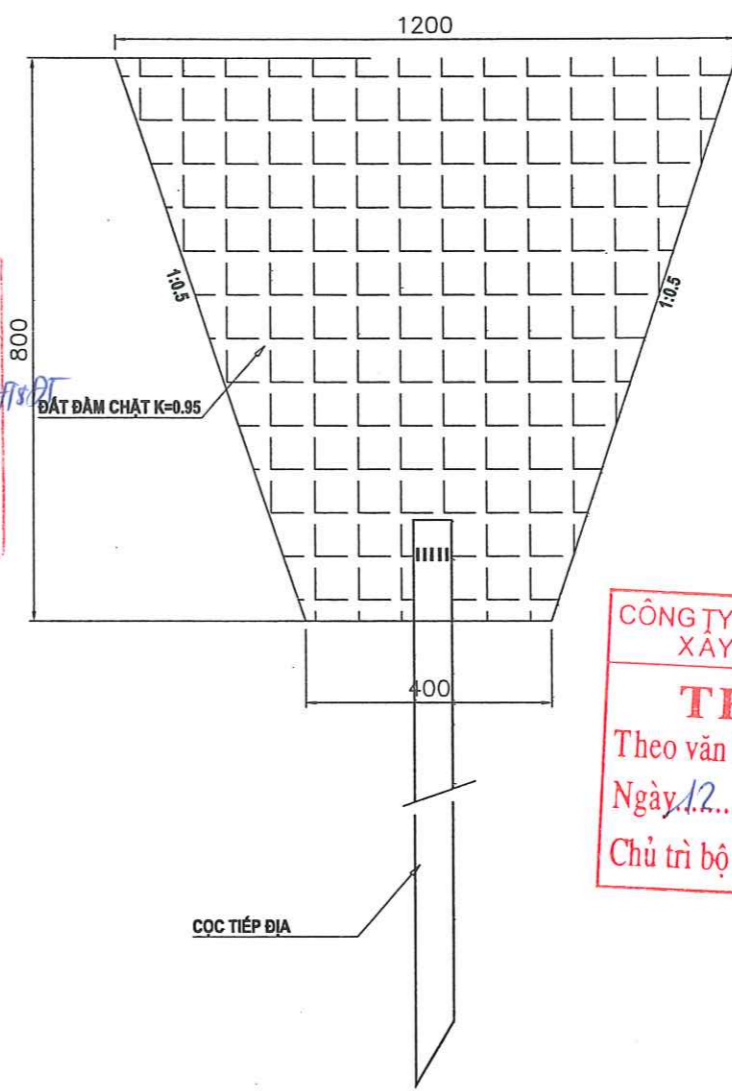 1200
800
1:0.5
1:0.5
ĐẤT ĐẦM CHẶT K=0.95
400
CÔNG TY
XÂY
Theo văn
Ngày 12
Chủ trì bộ
CỌC TIẾP ĐỊA